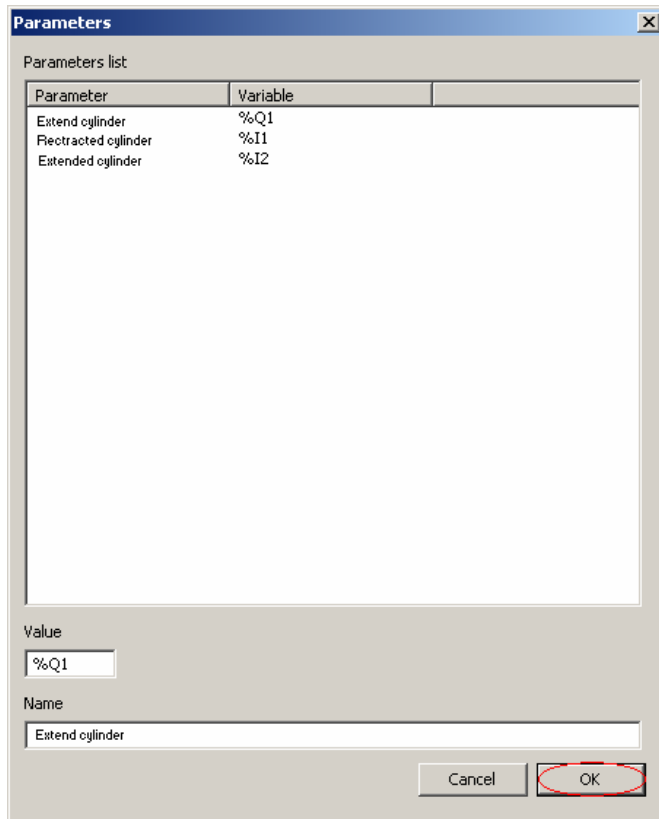 Parameters
Parameters list
Parameter Variable
Extend cylinder %Q1
Rectracted cylinder %I1
Extended cylinder %I2
Value
%Q1
Name
Extend cylinder
Cancel OK